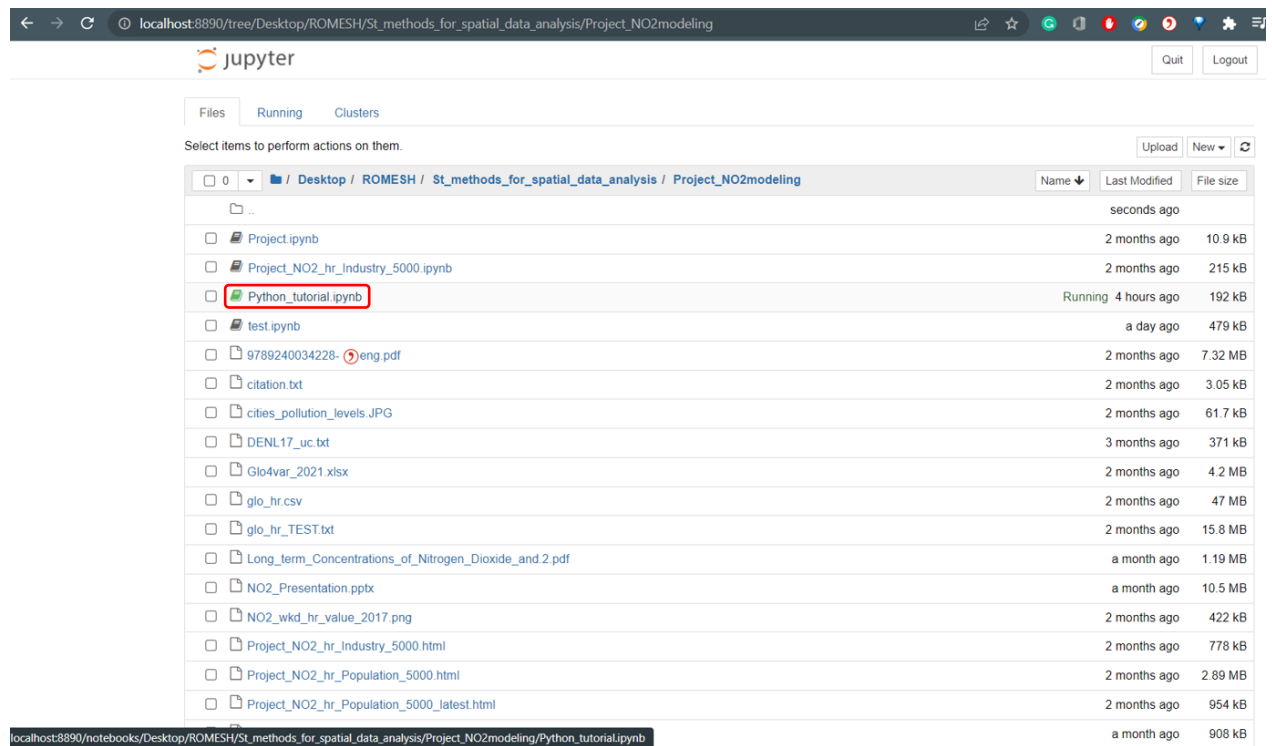 localhost:8890/tree/Desktop/ROMESH/St_methods_for_spatial_data_analysis/Project_NO2modeling
jupyter Quit Logout
Files Running Clusters
Select items to perform actions on them. Upload New
0 / Desktop / ROMESH / St_methods_for_spatial_data_analysis / Project_NO2modeling Name Last Modified File size
.. seconds ago
Project.ipynb 2 months ago 10.9 kB
Project_NO2_hr_Industry_5000.ipynb 2 months ago 215 kB
Python_tutorial.ipynb Running 4 hours ago 192 kB
test.ipynb a day ago 479 kB
9789240034228-eng.pdf 2 months ago 7.32 MB
citation.txt 2 months ago 3.05 kB
cities_pollution_levels.JPG 2 months ago 61.7 kB
DENL17_uc.txt 3 months ago 371 kB
Glo4var_2021.xlsx 2 months ago 4.2 MB
glo_hr.csv 2 months ago 47 MB
glo_hr_TEST.txt 2 months ago 15.8 MB
Long_term_Concentrations_of_Nitrogen_Dioxide_and.2.pdf a month ago 1.19 MB
NO2_Presentation.pptx a month ago 10.5 MB
NO2_wkd_hr_value_2017.png 2 months ago 422 kB
Project_NO2_hr_Industry_5000.html 2 months ago 778 kB
Project_NO2_hr_Population_5000.html 2 months ago 2.89 MB
Project_NO2_hr_Population_5000_latest.html 2 months ago 954 kB
a month ago 908 kB
localhost:8890/notebooks/Desktop/ROMESH/St_methods_for_spatial_data_analysis/Project_NO2modeling/Python_tutorial.ipynb